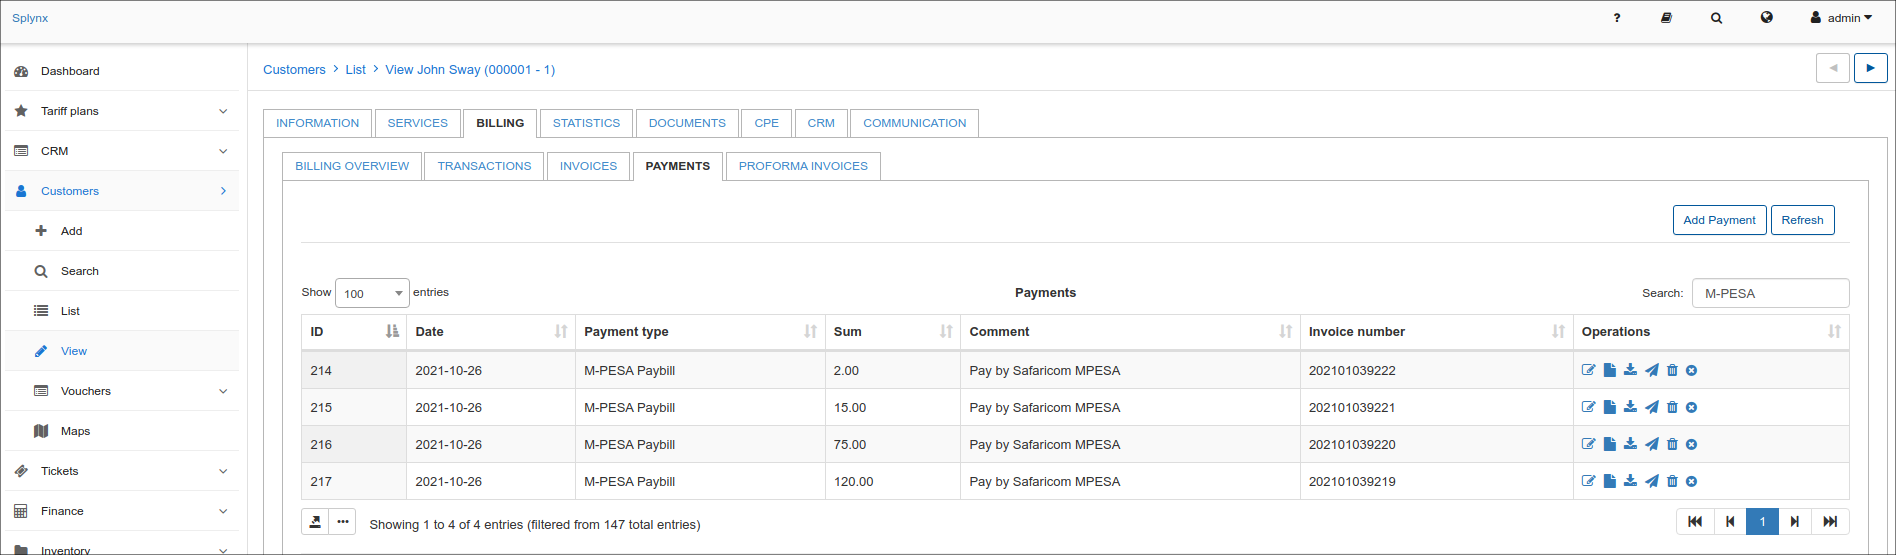 Splynx
? admin
Dashboard
Tariff plans
CRM
Customers
Add
Search
List
View
Vouchers
Maps
Tickets
Finance
Inventory
Customers > List > View John Sway (000001 - 1)
INFORMATION SERVICES BILLING STATISTICS DOCUMENTS CPE CRM COMMUNICATION
BILLING OVERVIEW TRANSACTIONS INVOICES PAYMENTS PROFORMA INVOICES
Add Payment Refresh
Show 100 entries Payments Search: M-PESA
ID Date Payment type Sum Comment Invoice number Operations
214 2021-10-26 M-PESA Paybill 2.00 Pay by Safaricom MPESA 202101039222
215 2021-10-26 M-PESA Paybill 15.00 Pay by Safaricom MPESA 202101039221
216 2021-10-26 M-PESA Paybill 75.00 Pay by Safaricom MPESA 202101039220
217 2021-10-26 M-PESA Paybill 120.00 Pay by Safaricom MPESA 202101039219
••• Showing 1 to 4 of 4 entries (filtered from 147 total entries) 1